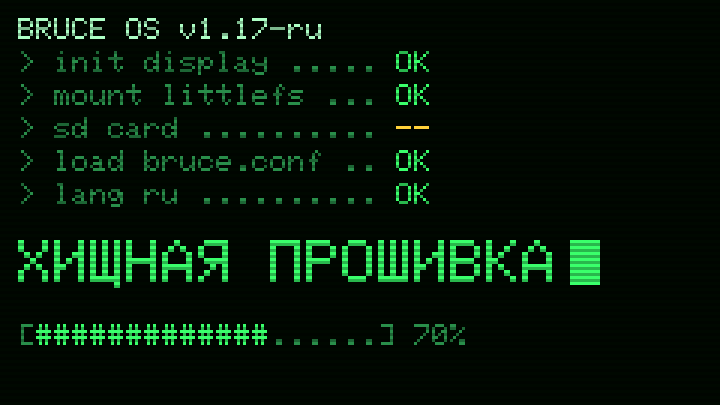 BRUCE OS v1.17-ru
> init display ..... OK
> mount littlefs ... OK
> sd card .......... --
> load bruce.conf .. OK
> lang ru .......... OK
ХИЩНАЯ ПРОШИВКА
[#############......] 70%